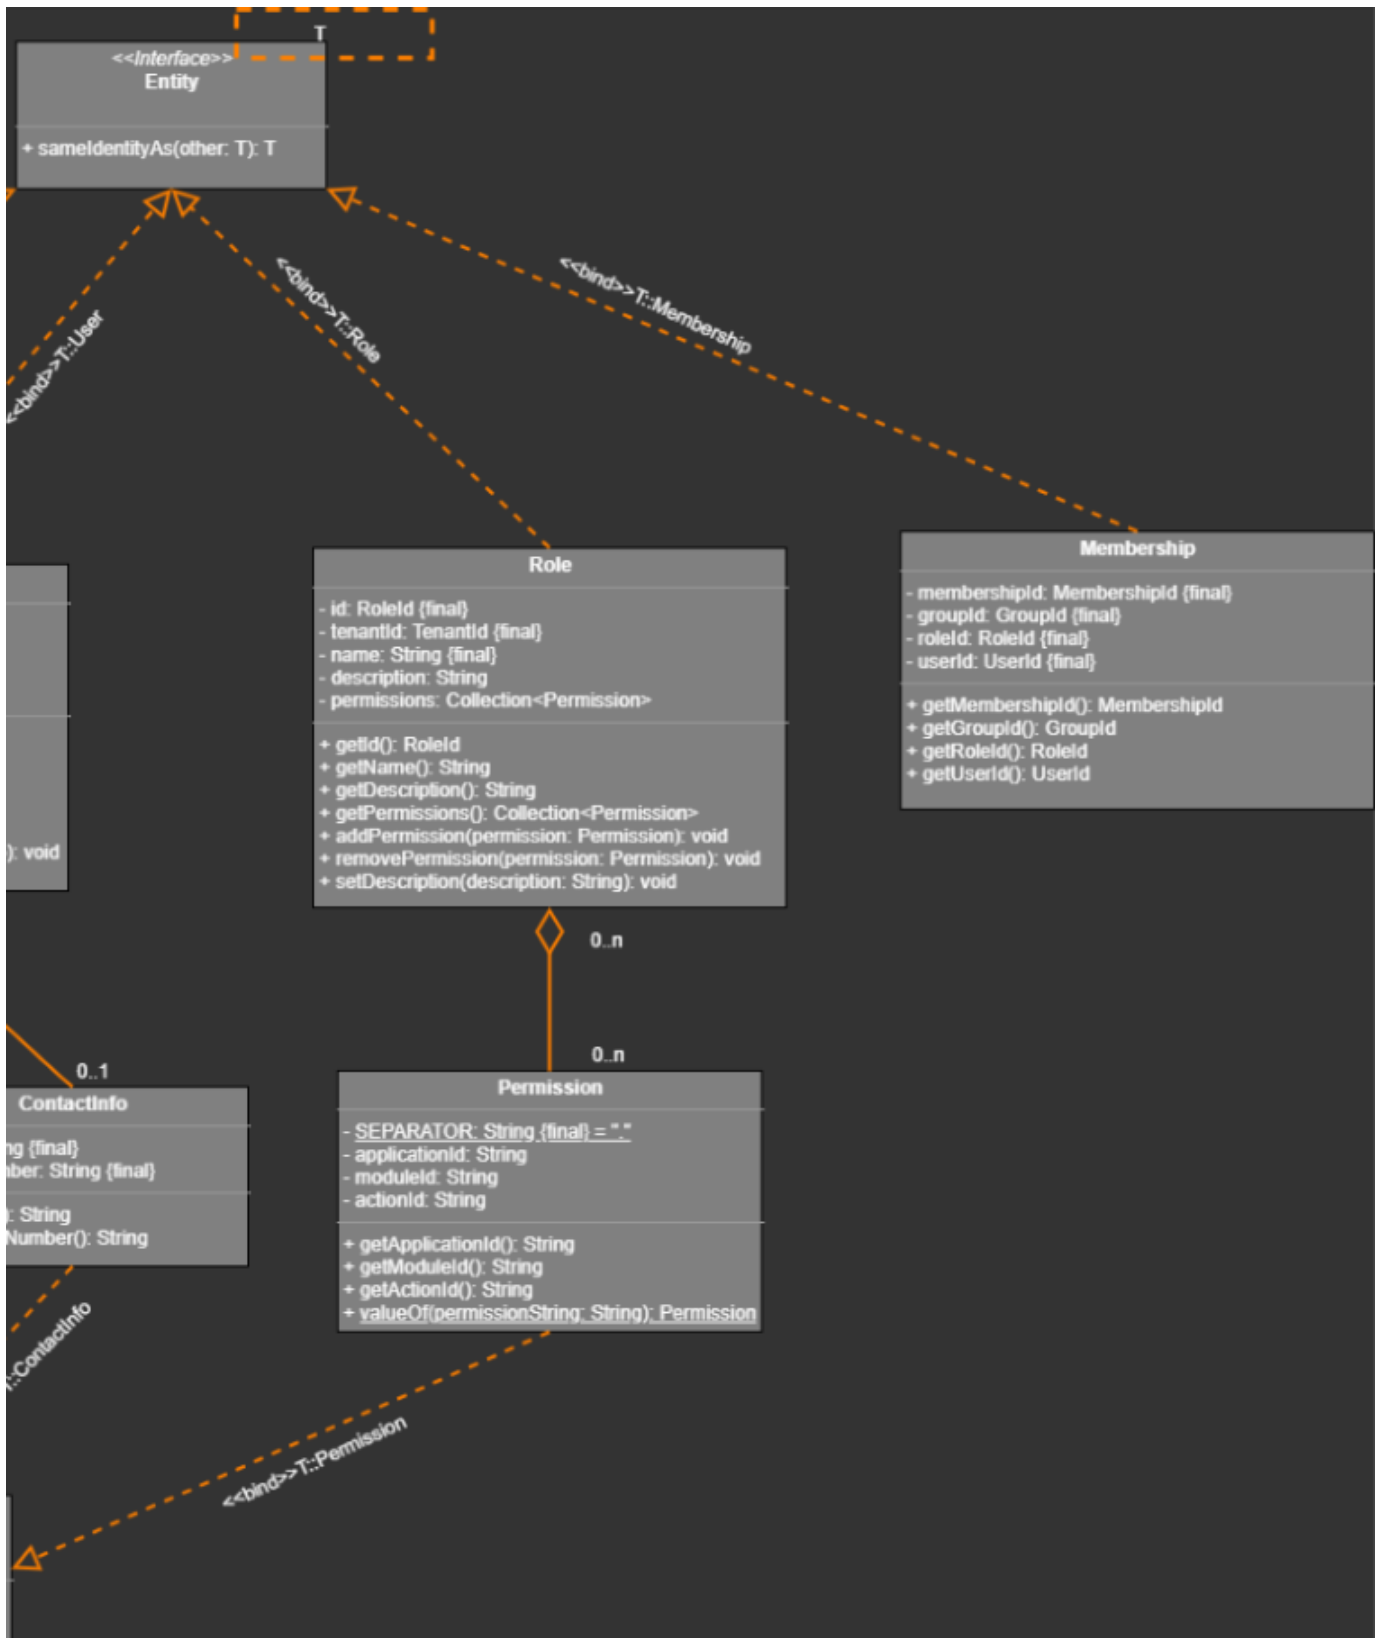 T
<<Interface>>
Entity
+ sameIdentityAs(other: T): T
<<bind>>T::User
<<bind>>T::Role
<<bind>>T::Membership
Role
- id: RoleId {final}
- tenantId: TenantId {final}
- name: String {final}
- description: String
- permissions: Collection<Permission>
+ getId(): RoleId
+ getName(): String
+ getDescription(): String
+ getPermissions(): Collection<Permission>
+ addPermission(permission: Permission): void
+ removePermission(permission: Permission): void
+ setDescription(description: String): void
Membership
- membershipId: MembershipId {final}
- groupId: GroupId {final}
- roleId: RoleId {final}
- userId: UserId {final}
+ getMembershipId(): MembershipId
+ getGroupId(): GroupId
+ getRoleId(): RoleId
+ getUserId(): UserId
): void
0..n
0..n
0..1
ContactInfo
ng {final}
nber: String {final}
): String
Number(): String
T::ContactInfo
Permission
- SEPARATOR: String {final} = "."
- applicationId: String
- moduleId: String
- actionId: String
+ getApplicationId(): String
+ getModuleId(): String
+ getActionId(): String
+ valueOf(permissionString: String): Permission
<<bind>>T::Permission